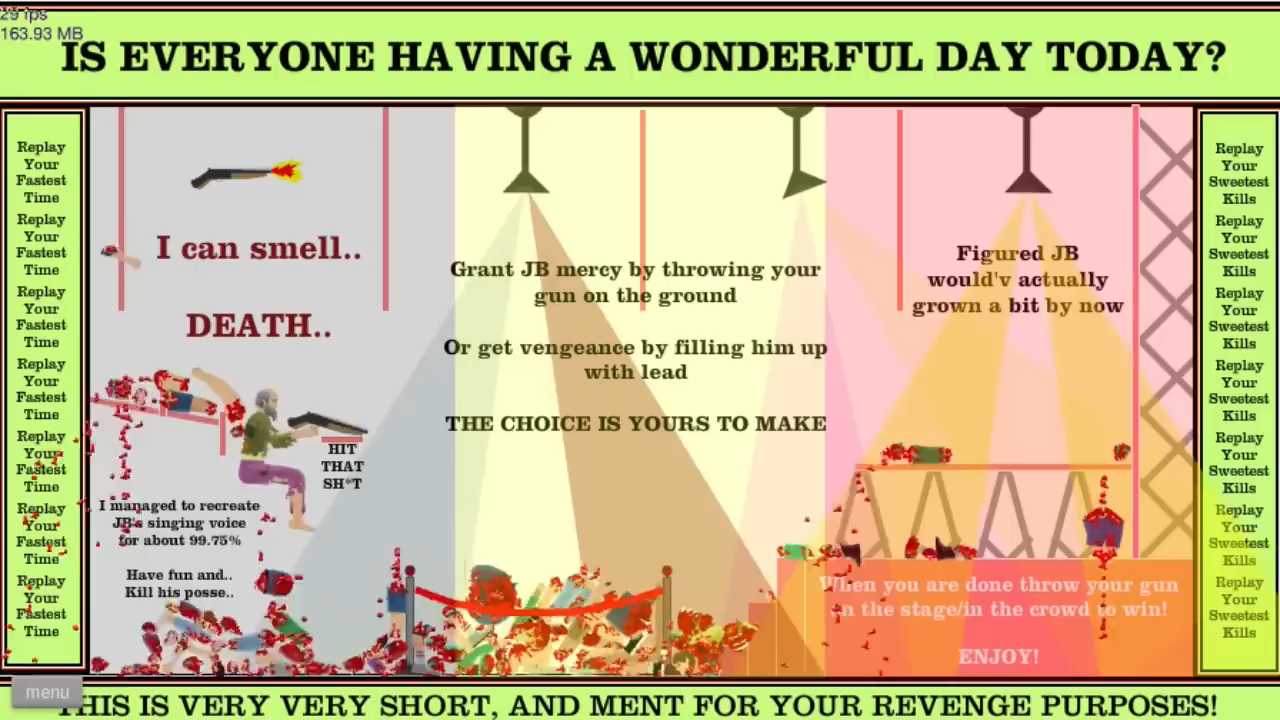 29 fps
163.93 MB
IS EVERYONE HAVING A WONDERFUL DAY TODAY?
Replay
Your
Fastest
Time
Replay
Your
Fastest
Time
Replay
Your
Fastest
Time
Replay
Your
Fastest
Time
Replay
Your
Fastest
Time
Replay
Your
Fastest
Time
Replay
Your
Fastest
Time
I can smell..
DEATH..
HIT
THAT
SH*T
I managed to recreate
JB's singing voice
for about 99.75%
Have fun and..
Kill his posse..
Grant JB mercy by throwing your
gun on the ground
Or get vengeance by filling him up
with lead
THE CHOICE IS YOURS TO MAKE
Figured JB
would'v actually
grown a bit by now
When you are done throw your gun
on the stage/in the crowd to win!
ENJOY!
Replay
Your
Sweetest
Kills
Replay
Your
Sweetest
Kills
Replay
Your
Sweetest
Kills
Replay
Your
Sweetest
Kills
Replay
Your
Sweetest
Kills
Replay
Your
Sweetest
Kills
Replay
Your
Sweetest
Kills
menu
THIS IS VERY VERY SHORT, AND MENT FOR YOUR REVENGE PURPOSES!